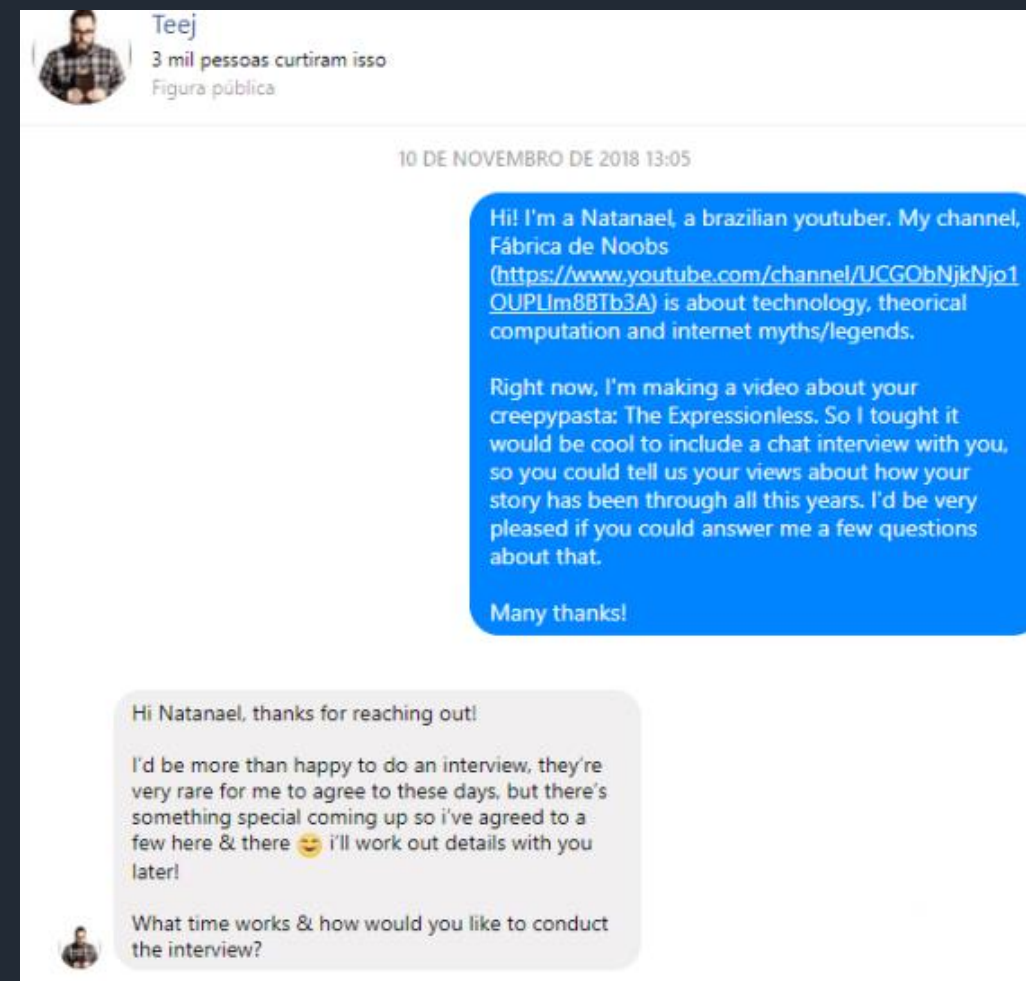 Teej
3 mil pessoas curtiram isso
Figura pública
10 DE NOVEMBRO DE 2018 13:05
Hi! I'm a Natanael, a brazilian youtuber. My channel,
Fábrica de Noobs
(https://www.youtube.com/channel/UCGObNjkNjo1
OUPLIm8BTb3A) is about technology, theorical
computation and internet myths/legends.
Right now, I'm making a video about your
creepypasta: The Expressionless. So I tought it
would be cool to include a chat interview with you,
so you could tell us your views about how your
story has been through all this years. I'd be very
pleased if you could answer me a few questions
about that.
Many thanks!
Hi Natanael, thanks for reaching out!
I'd be more than happy to do an interview, they're
very rare for me to agree to these days, but there's
something special coming up so i've agreed to a
few here & there 😄 i'll work out details with you
later!
What time works & how would you like to conduct
the interview?